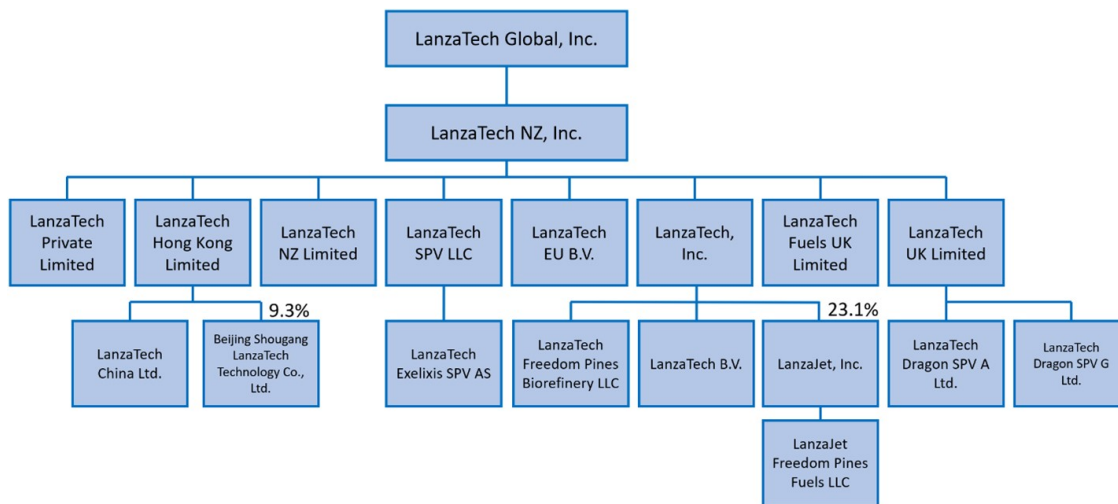 LanzaTech Global, Inc.
LanzaTech NZ, Inc.
LanzaTech
Private
Limited
LanzaTech
Hong Kong
Limited
LanzaTech
NZ Limited
LanzaTech
SPV LLC
LanzaTech
EU B.V.
LanzaTech,
Inc.
LanzaTech
Fuels UK
Limited
LanzaTech
UK Limited
9.3%
23.1%
LanzaTech
China Ltd.
Beijing Shougang
LanzaTech
Technology Co.,
Ltd.
LanzaTech
Exelixis SPV AS
LanzaTech
Freedom Pines
Biorefinery LLC
LanzaTech B.V.
LanzaJet, Inc.
LanzaTech
Dragon SPV A
Ltd.
LanzaTech
Dragon SPV G
Ltd.
LanzaJet
Freedom Pines
Fuels LLC